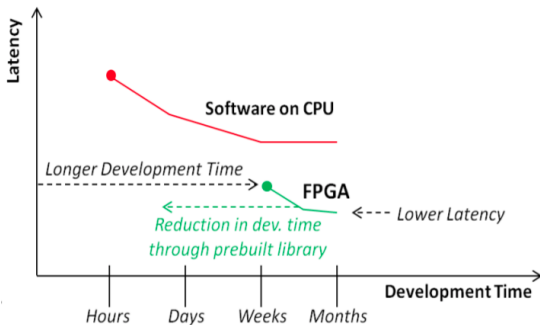 Latency
Software on CPU
Longer Development Time
FPGA
Lower Latency
Reduction in dev. time
through prebuilt library
Development Time
Hours Days Weeks Months